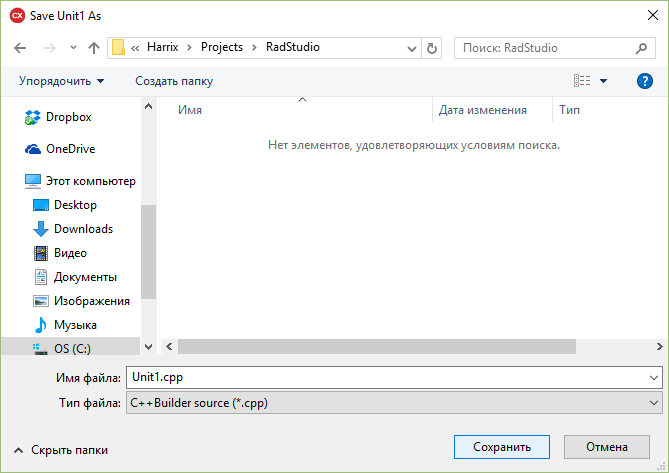 CX Save Unit1 As
« Harrix › Projects › RadStudio
Поиск: RadStudio
Упорядочить
Создать папку
?
Имя
Дата изменения
Тип
Dropbox
OneDrive
Этот компьютер
Desktop
Downloads
Видео
Документы
Изображения
Музыка
OS (C:)
Нет элементов, удовлетворяющих условиям поиска.
Имя файла: Unit1.cpp
Тип файла: C++Builder source (*.cpp)
Скрыть папки
Сохранить
Отмена